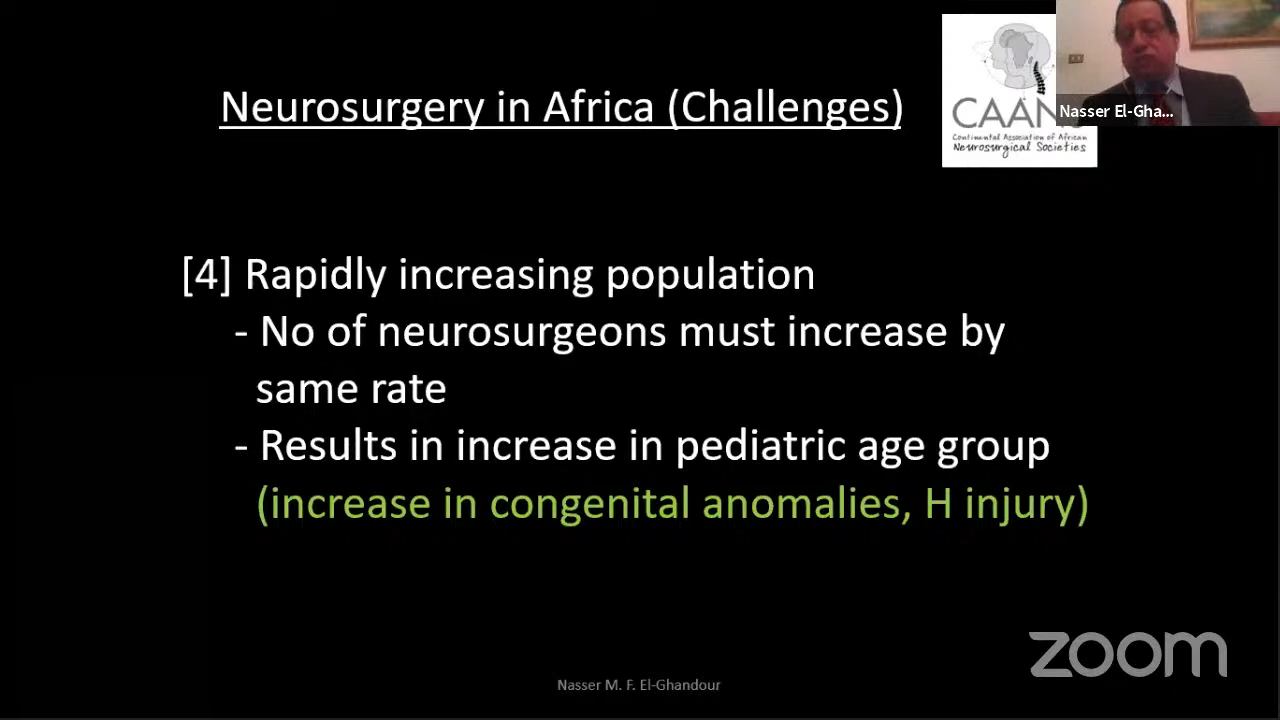 Neurosurgery in Africa (Challenges)
CAAN
Continental Association of African
Neurosurgical Societies
Nasser El-Gha...
[4] Rapidly increasing population
- No of neurosurgeons must increase by
same rate
- Results in increase in pediatric age group
(increase in congenital anomalies, H injury)
zoom
Nasser M. F. El-Ghandour